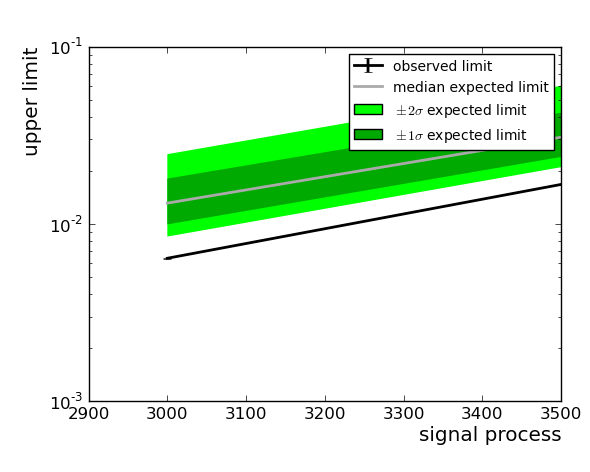 upper limit
10^-1
10^-2
10^-3
observed limit
median expected limit
±2σ expected limit
±1σ expected limit
2900 3000 3100 3200 3300 3400 3500
signal process